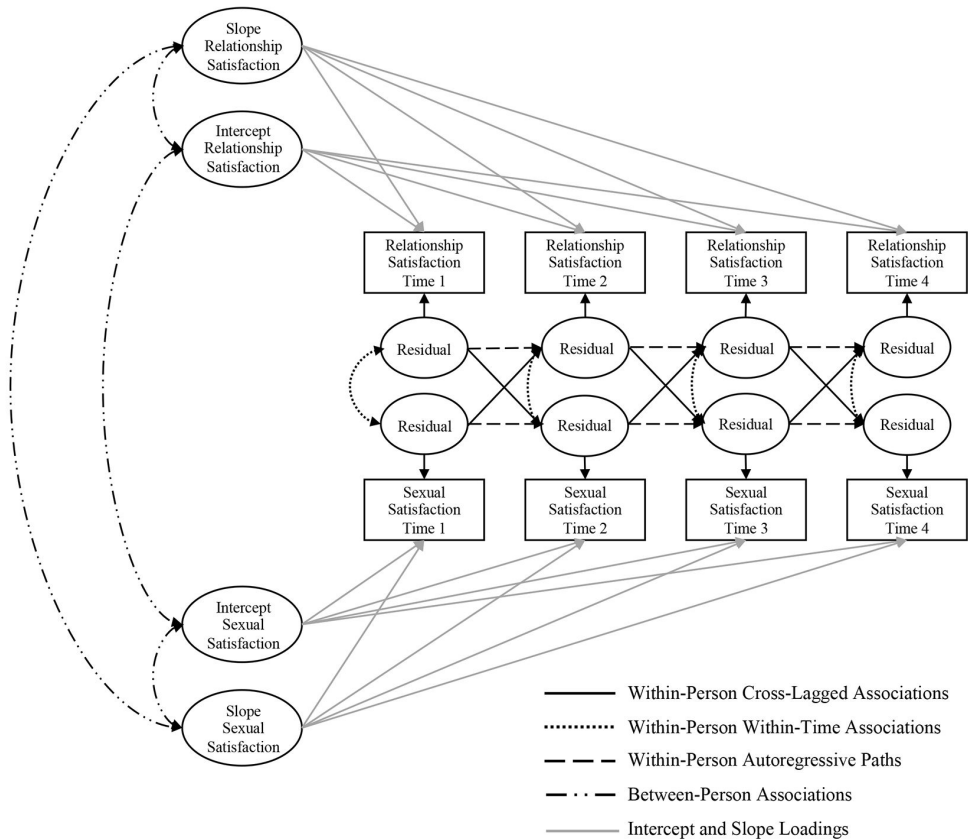 Slope
Relationship
Satisfaction
Intercept
Relationship
Satisfaction
Relationship
Satisfaction
Time 1
Relationship
Satisfaction
Time 2
Relationship
Satisfaction
Time 3
Relationship
Satisfaction
Time 4
Residual
Residual
Residual
Residual
Residual
Residual
Residual
Residual
Sexual
Satisfaction
Time 1
Sexual
Satisfaction
Time 2
Sexual
Satisfaction
Time 3
Sexual
Satisfaction
Time 4
Intercept
Sexual
Satisfaction
Slope
Sexual
Satisfaction
Within-Person Cross-Lagged Associations
Within-Person Within-Time Associations
Within-Person Autoregressive Paths
Between-Person Associations
Intercept and Slope Loadings